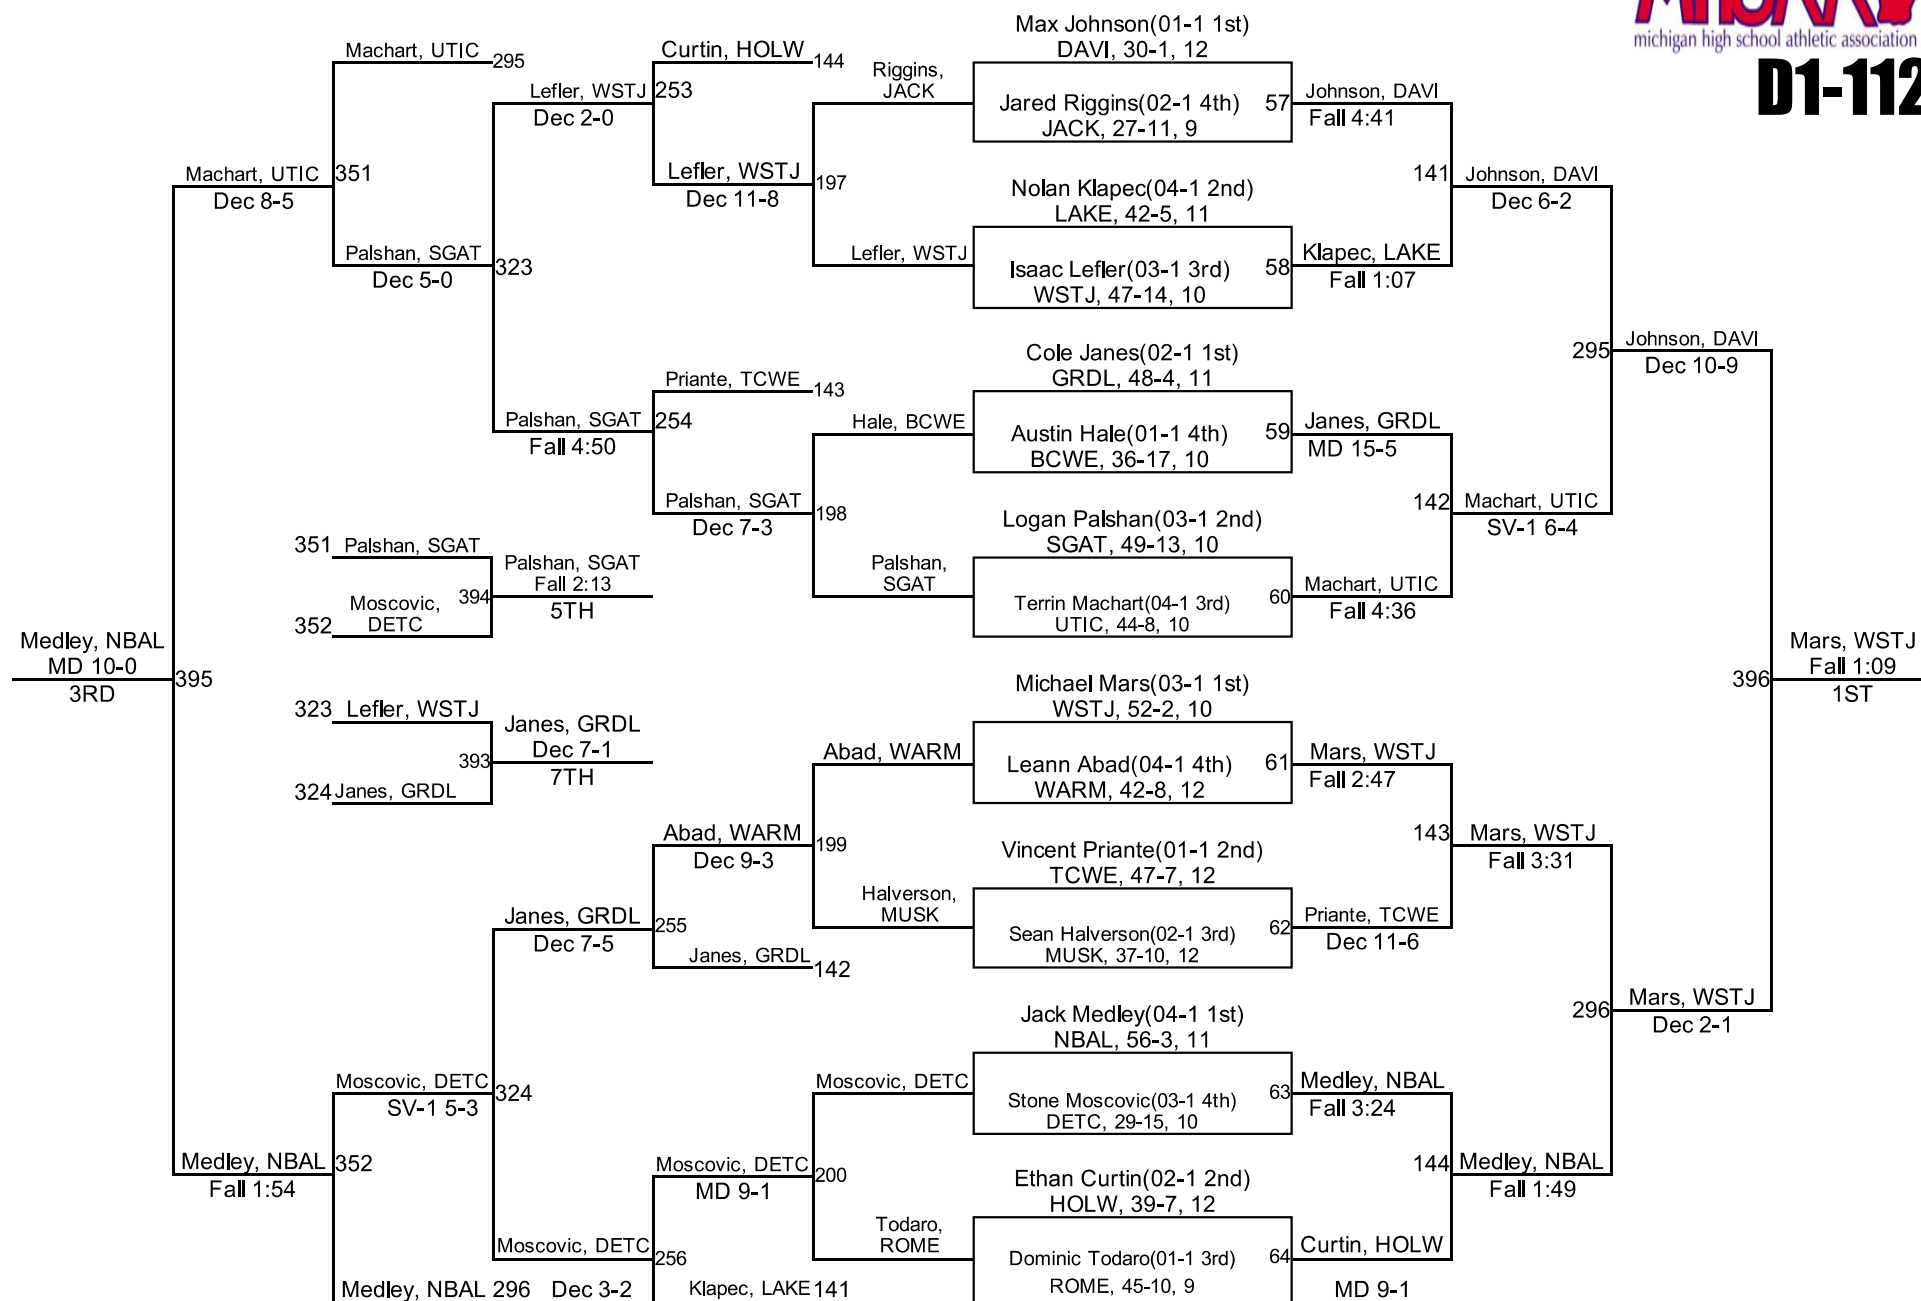 MHSAA
michigan high school athletic association
D1-112
Machart, UTIC 295
Lefler, WSTJ 253
Dec 2-0
Curtin, HOLW 144
Riggins,
JACK
Lefler, WSTJ 197
Dec 11-8
Lefler, WSTJ
Machart, UTIC 351
Dec 8-5
Palshan, SGAT 323
Dec 5-0
Priante, TCWE 143
Palshan, SGAT 254
Fall 4:50
Hale, BCWE
Palshan, SGAT 198
Dec 7-3
Palshan,
SGAT
351 Palshan, SGAT
Moscovic,
DETC
352
394
Palshan, SGAT
Fall 2:13
5TH
Medley, NBAL
MD 10-0
3RD
395
323 Lefler, WSTJ
324 Janes, GRDL
393
Janes, GRDL
Dec 7-1
7TH
Abad, WARM
Abad, WARM 199
Dec 9-3
Halverson,
MUSK
Janes, GRDL 255
Dec 7-5
Janes, GRDL 142
Moscovic, DETC 324
SV-1 5-3
Moscovic, DETC
Medley, NBAL 352
Fall 1:54
Moscovic, DETC 200
MD 9-1
Todaro,
ROME
Moscovic, DETC 256
Medley, NBAL 296 Dec 3-2 Klapec, LAKE 141
Max Johnson(01-1 1st)
DAVI, 30-1, 12
Jared Riggins(02-1 4th) 57
JACK, 27-11, 9
Nolan Klapec(04-1 2nd)
LAKE, 42-5, 11
Isaac Lefler(03-1 3rd) 58
WSTJ, 47-14, 10
Cole Janes(02-1 1st)
GRDL, 48-4, 11
Austin Hale(01-1 4th) 59
BCWE, 36-17, 10
Logan Palshan(03-1 2nd)
SGAT, 49-13, 10
Terrin Machart(04-1 3rd) 60
UTIC, 44-8, 10
Michael Mars(03-1 1st)
WSTJ, 52-2, 10
Leann Abad(04-1 4th) 61
WARM, 42-8, 12
Vincent Priante(01-1 2nd)
TCWE, 47-7, 12
Sean Halverson(02-1 3rd) 62
MUSK, 37-10, 12
Jack Medley(04-1 1st)
NBAL, 56-3, 11
Stone Moscovic(03-1 4th) 63
DETC, 29-15, 10
Ethan Curtin(02-1 2nd)
HOLW, 39-7, 12
Dominic Todaro(01-1 3rd) 64
ROME, 45-10, 9
Johnson, DAVI
Fall 4:41
141 Johnson, DAVI
Dec 6-2
Klapec, LAKE
Fall 1:07
295 Johnson, DAVI
Dec 10-9
Janes, GRDL
MD 15-5
142 Machart, UTIC
SV-1 6-4
Machart, UTIC
Fall 4:36
396
Mars, WSTJ
Fall 1:09
1ST
Mars, WSTJ
Fall 2:47
143 Mars, WSTJ
Fall 3:31
Priante, TCWE
Dec 11-6
296 Mars, WSTJ
Dec 2-1
Medley, NBAL
Fall 3:24
144 Medley, NBAL
Fall 1:49
Curtin, HOLW
MD 9-1